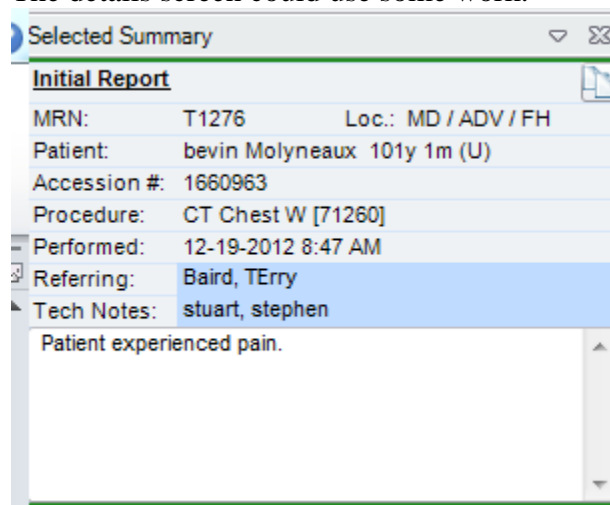 The details screen could use some work.
Selected Summary
Initial Report
MRN: T1276 Loc.: MD / ADV / FH
Patient: bevin Molyneaux 101y 1m (U)
Accession #: 1660963
Procedure: CT Chest W [71260]
Performed: 12-19-2012 8:47 AM
Referring: Baird, TErry
Tech Notes: stuart, stephen
Patient experienced pain.